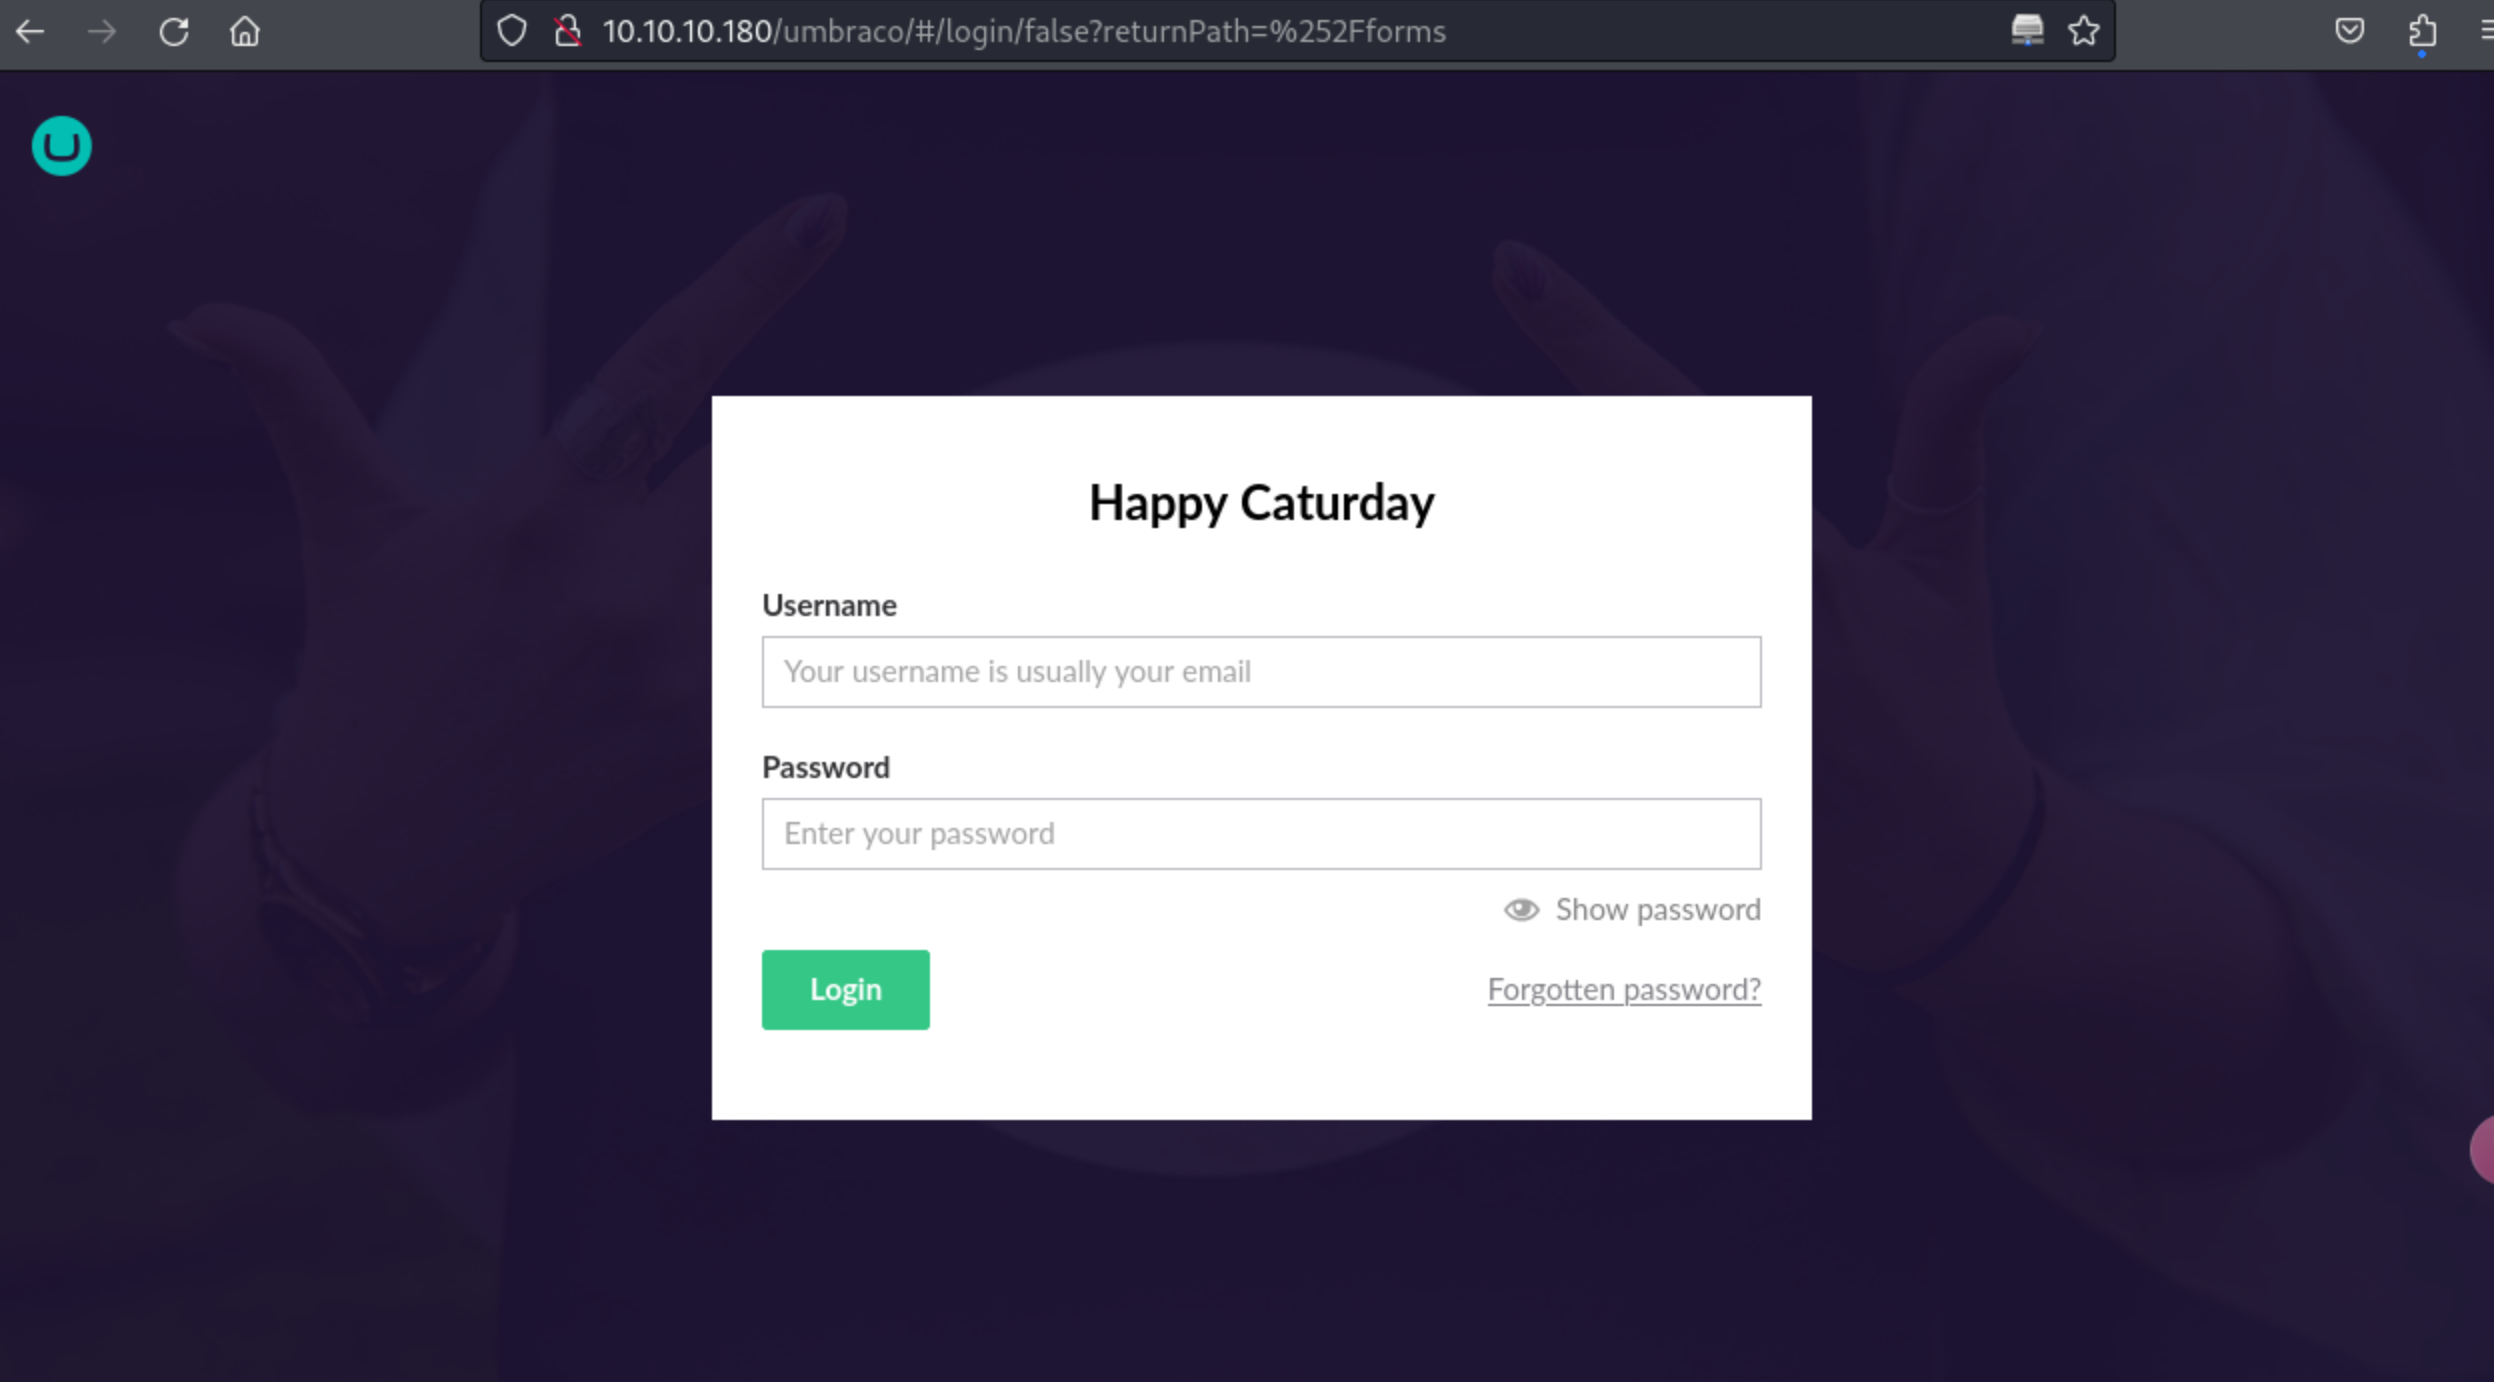 10.10.10.180/umbraco/#/login/false?returnPath=%252Fforms
Happy Caturday
Username
Your username is usually your email
Password
Enter your password
Show password
Login
Forgotten password?